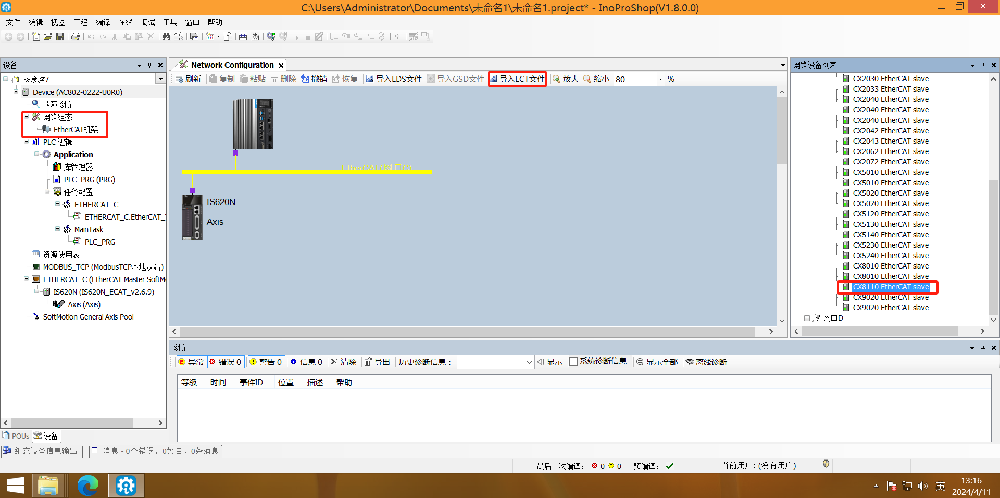 C:\Users\Administrator\Documents\未命名1\未命名1.project* - InoProShop(V1.8.0.0)
文件 编辑 视图 工程 编译 在线 调试 工具 窗口 帮助
设备
未命名1
Device (AC802-0222-U0R0)
故障诊断
网络组态
EtherCAT机架
PLC 逻辑
Application
库管理器
PLC_PRG (PRG)
任务配置
ETHERCAT_C
ETHERCAT_C.EtherCAT_
MainTask
PLC_PRG
资源使用表
MODBUS_TCP (ModbusTCP本地从站)
ETHERCAT_C (EtherCAT Master SoftMo
IS620N (IS620N_ECAT_v2.6.9)
Axis (Axis)
SoftMotion General Axis Pool
POUs 设备
Network Configuration
刷新 复制 粘贴 删除 撤销 恢复 导入EDS文件 导入GSD文件 导入ECT文件 放大 缩小 80 %
EtherCAT(网口C)
IS620N
Axis
网络设备列表
CX2030 EtherCAT slave
CX2033 EtherCAT slave
CX2040 EtherCAT slave
CX2040 EtherCAT slave
CX2040 EtherCAT slave
CX2042 EtherCAT slave
CX2043 EtherCAT slave
CX2062 EtherCAT slave
CX2072 EtherCAT slave
CX5010 EtherCAT slave
CX5010 EtherCAT slave
CX5020 EtherCAT slave
CX5020 EtherCAT slave
CX5120 EtherCAT slave
CX5130 EtherCAT slave
CX5140 EtherCAT slave
CX5230 EtherCAT slave
CX5240 EtherCAT slave
CX8010 EtherCAT slave
CX8010 EtherCAT slave
CX8110 EtherCAT slave
CX9020 EtherCAT slave
CX9020 EtherCAT slave
网口D
诊断
异常 错误 0 警告 0 信息 0 清除 导出 历史诊断信息： 显示 系统诊断信息 显示全部 离线诊断
等级 时间 事件ID 位置 描述 帮助
组态设备信息输出 消息 - 0个错误，0警告，0条消息
最后一次编译： 0 0 预编译： 当前用户: (没有用户)
英
13:16
2024/4/11